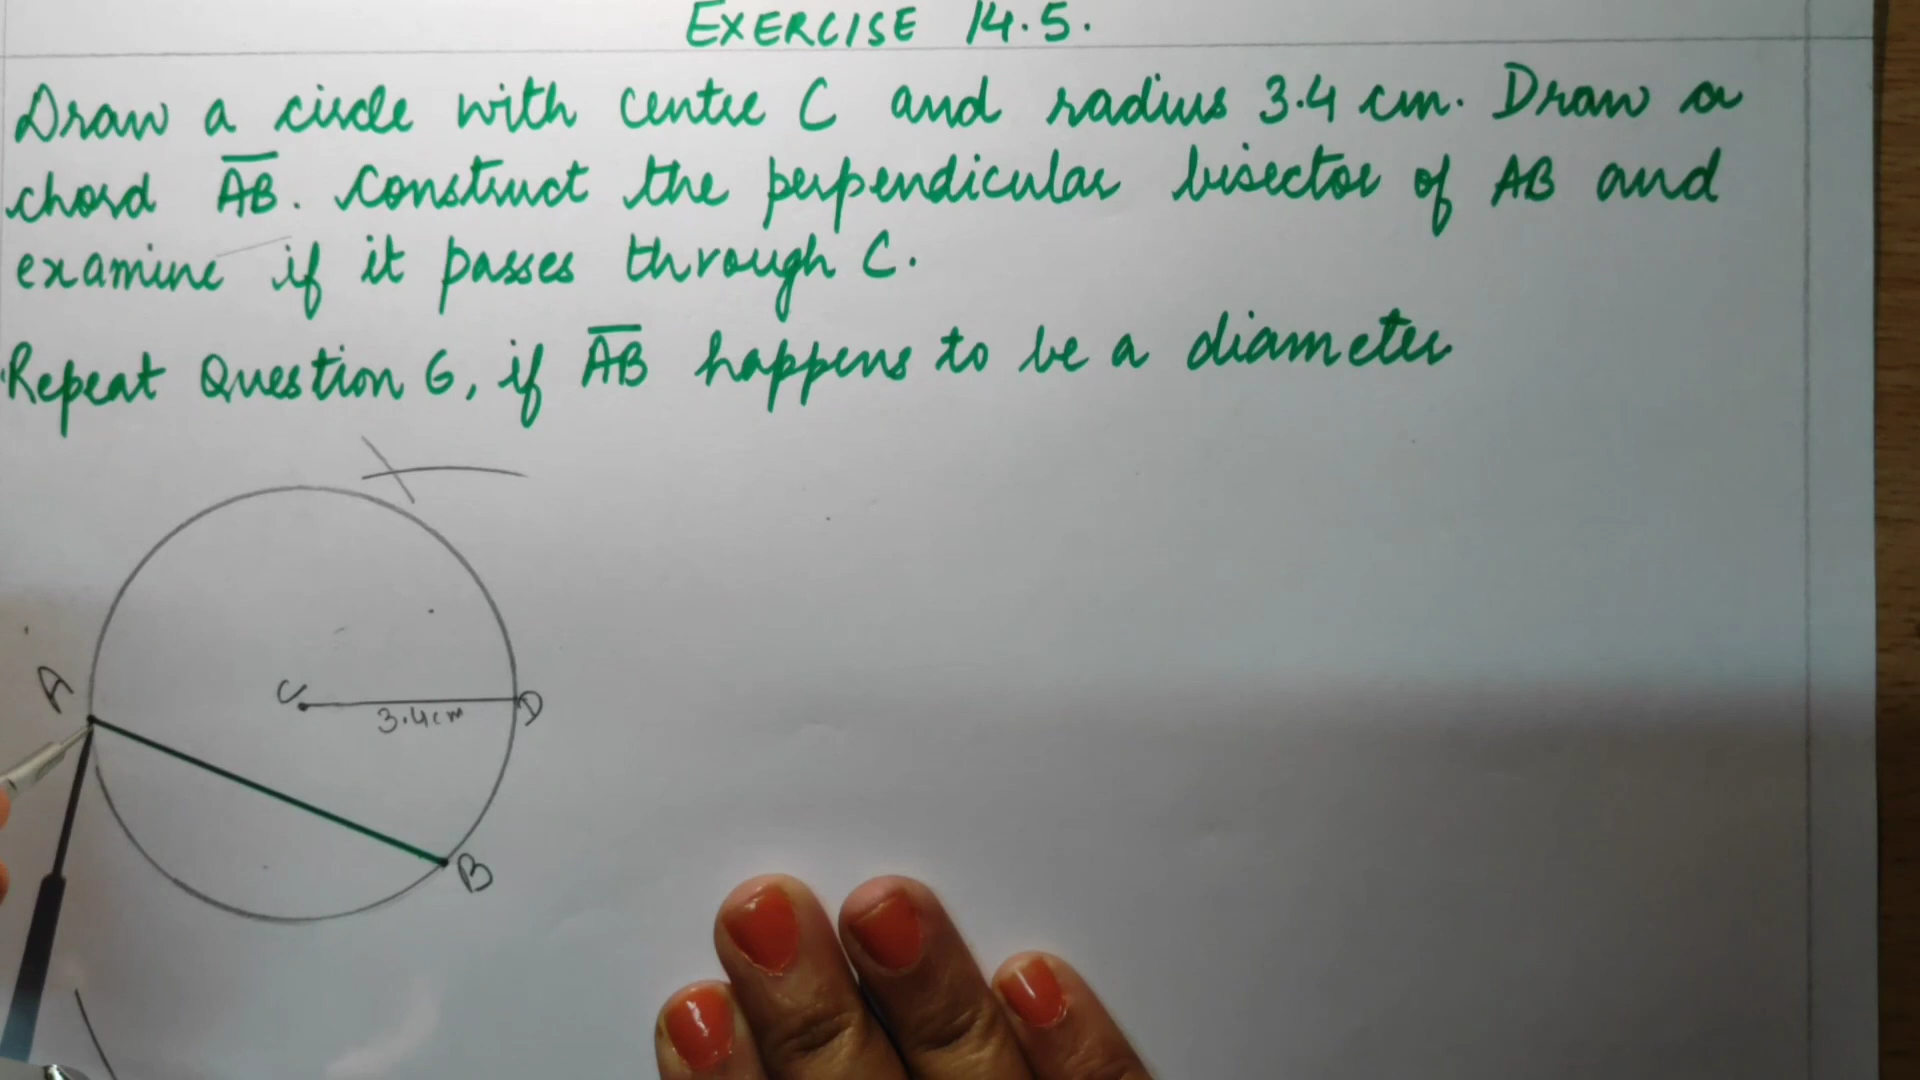 EXERCISE 14.5.
Draw a circle with centre C and radius 3.4 cm. Draw a
chord AB. Construct the perpendicular bisector of AB and
examine if it passes through C.
Repeat Question 6, if AB happens to be a diameter
A
C
3.4cm
D
B